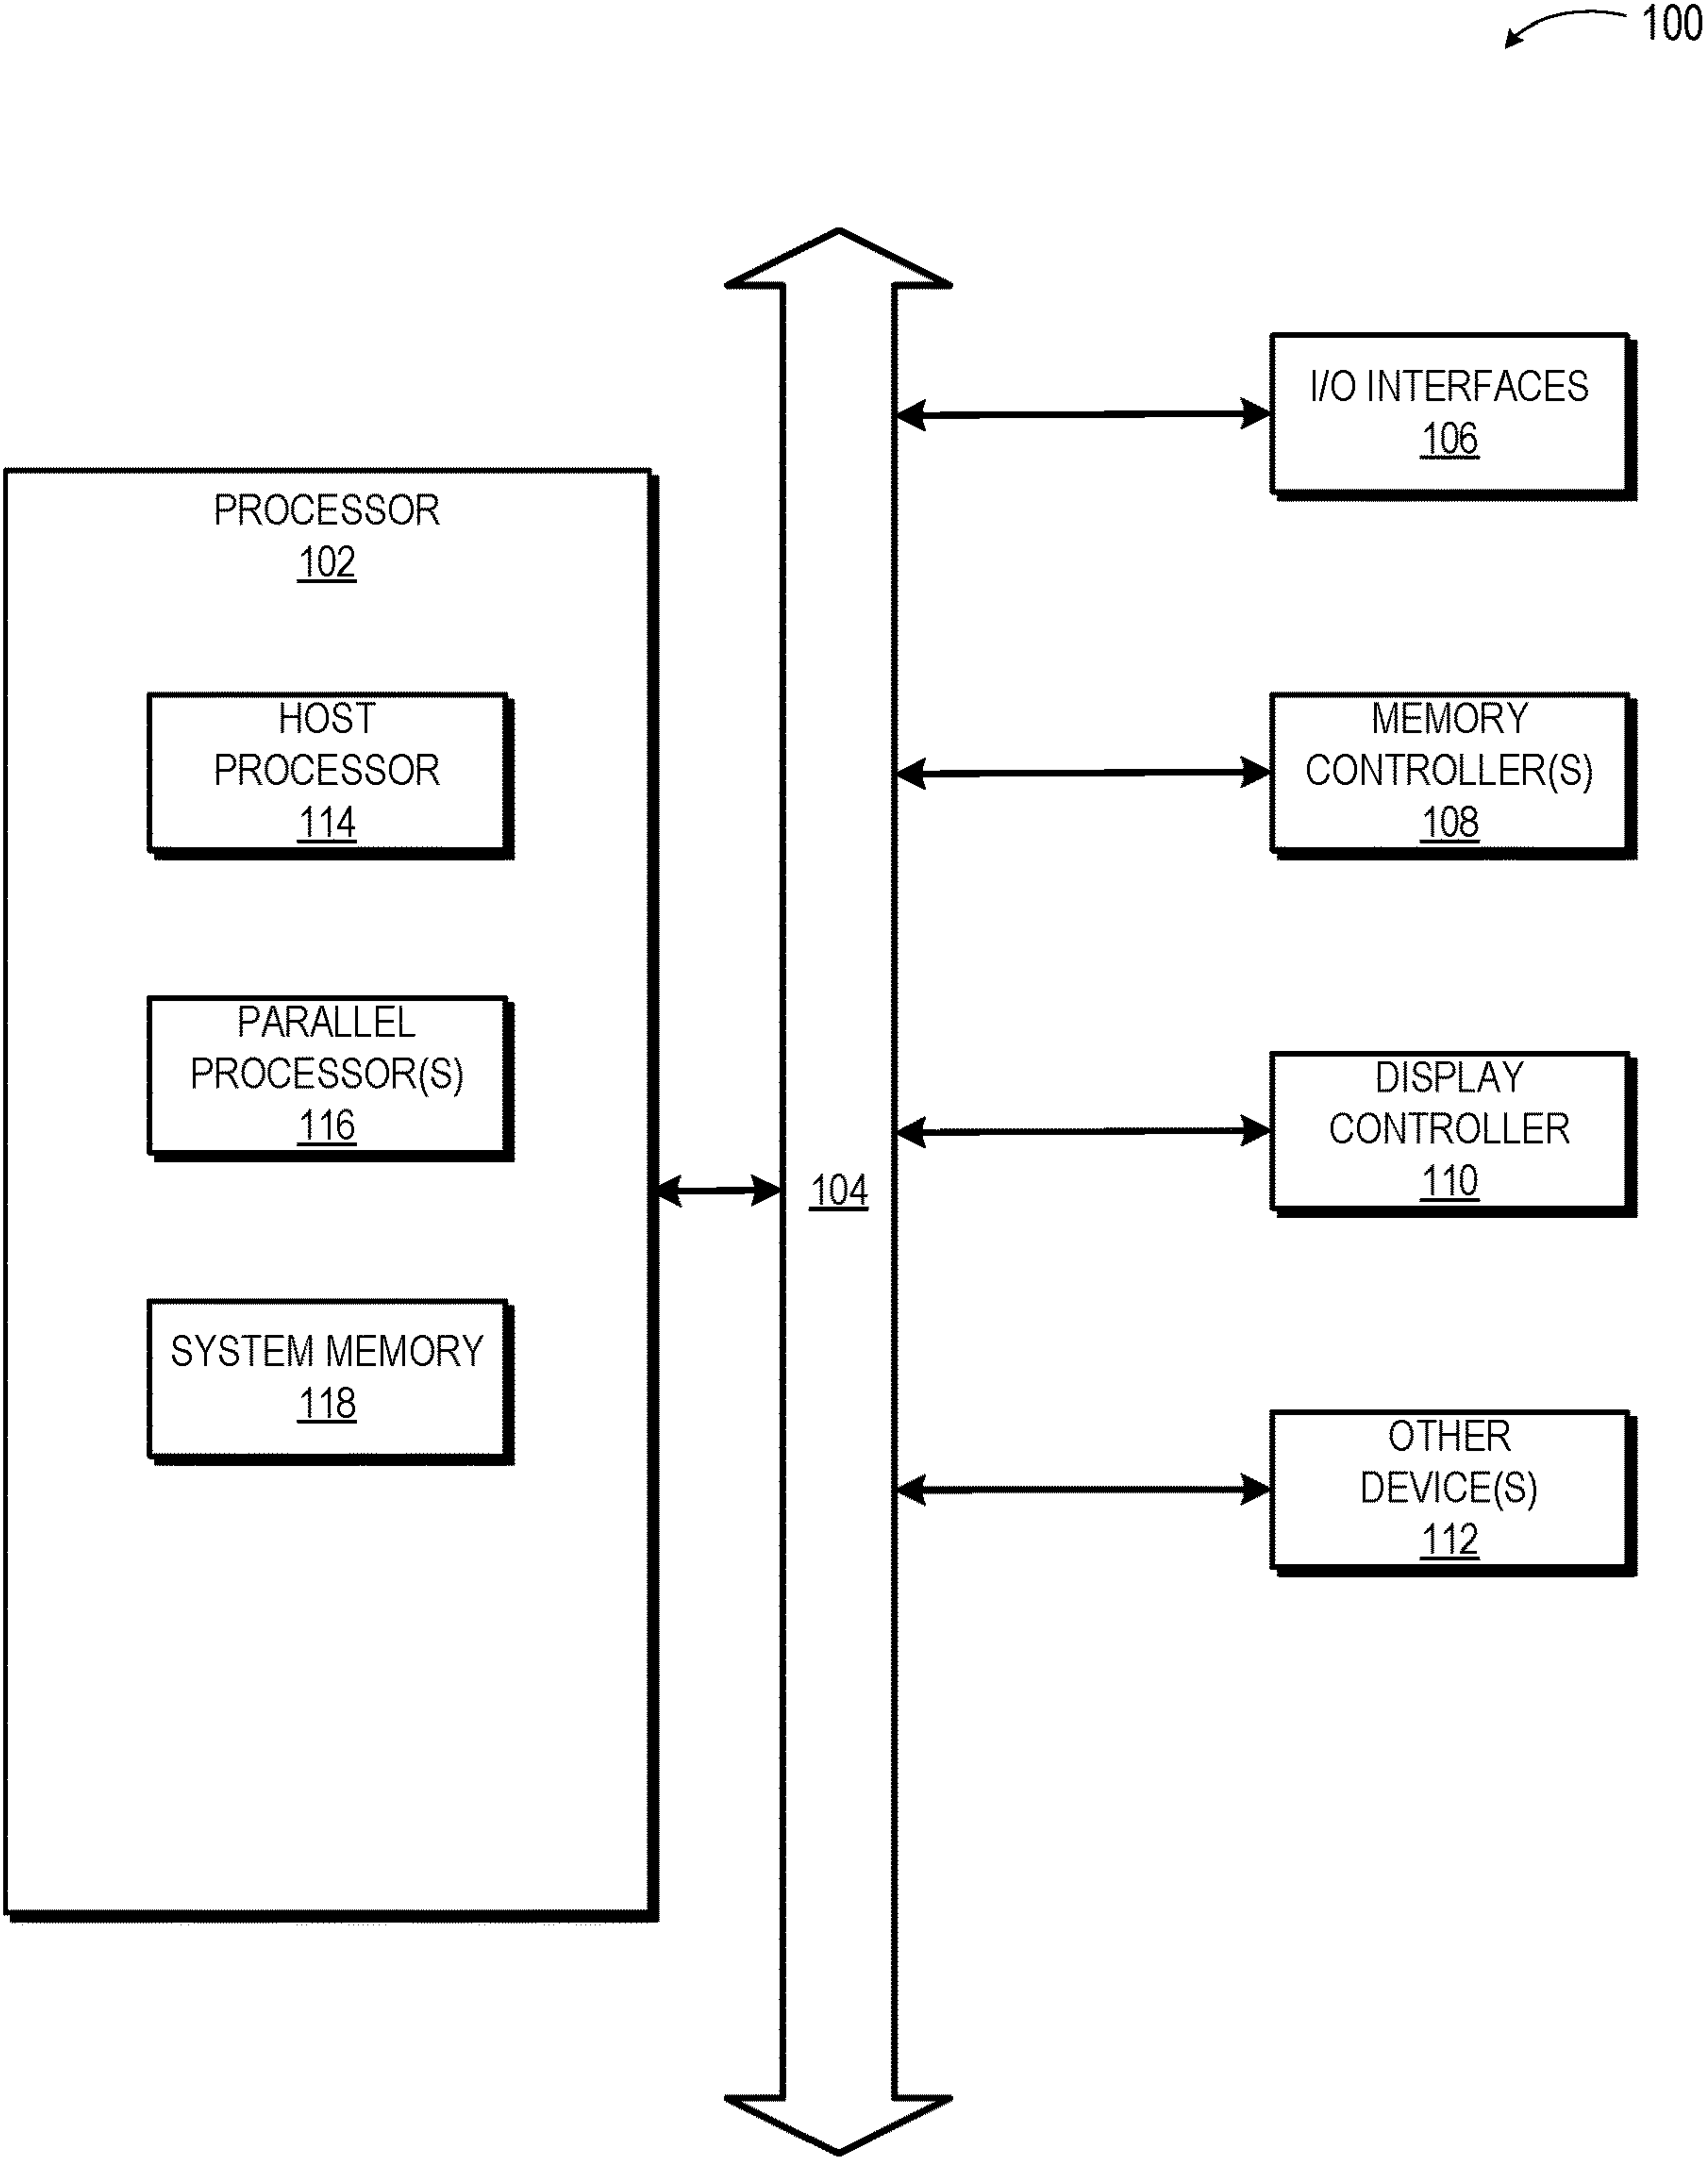 100
PROCESSOR
102
HOST
PROCESSOR
114
PARALLEL
PROCESSOR(S)
116
SYSTEM MEMORY
118
104
I/O INTERFACES
106
MEMORY
CONTROLLER(S)
108
DISPLAY
CONTROLLER
110
OTHER
DEVICE(S)
112